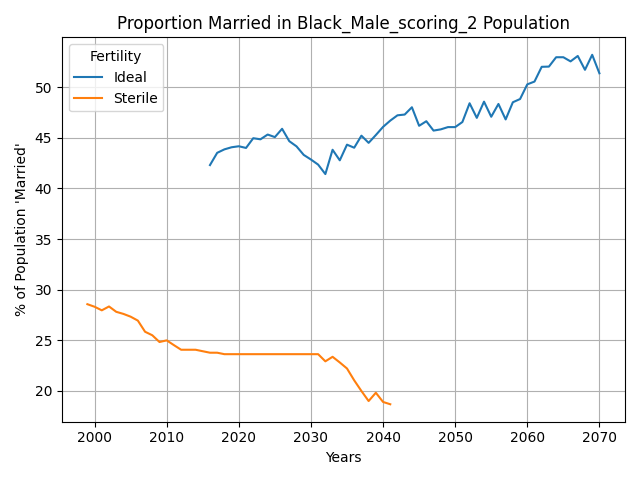 Proportion Married in Black_Male_scoring_2 Population
Fertility
Ideal
Sterile
% of Population 'Married'
50
45
40
35
30
25
20
2000 2010 2020 2030 2040 2050 2060 2070
Years